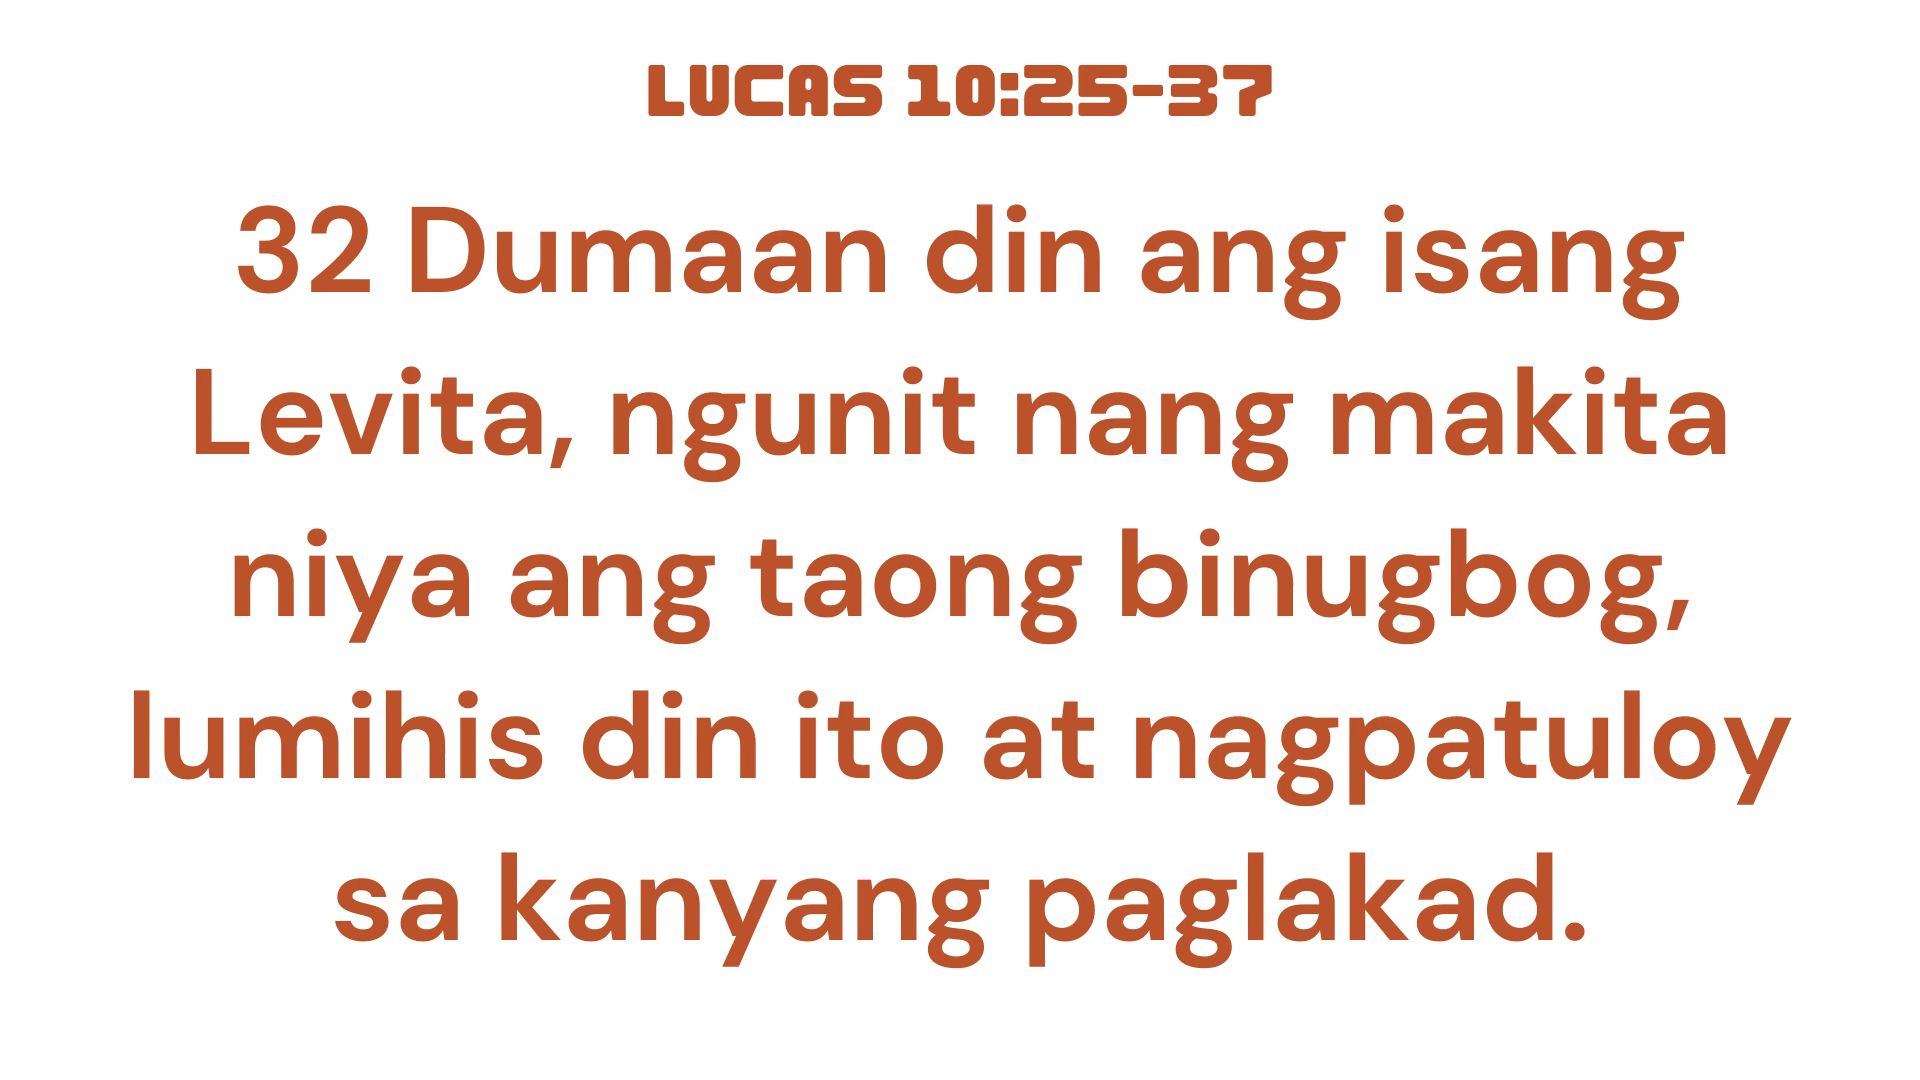 LUCAS 10:25-37
32 Dumaan din ang isang
Levita, ngunit nang makita
niya ang taong binugbog,
lumihis din ito at nagpatuloy
sa kanyang paglakad.